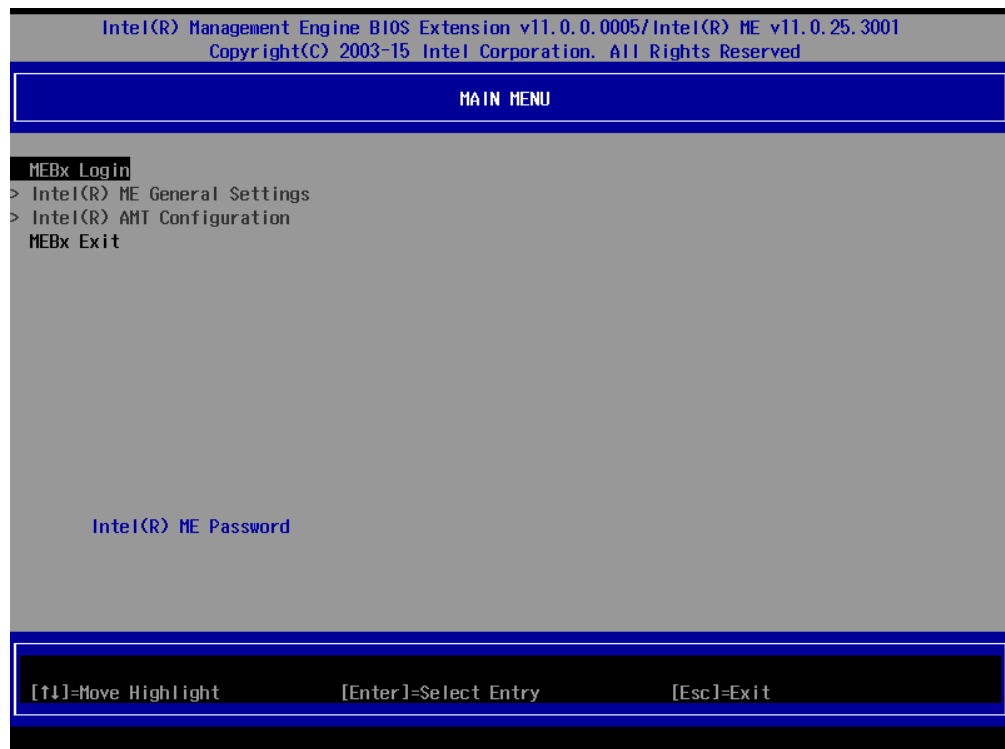 Intel(R) Management Engine BIOS Extension v11.0.0.0005/Intel(R) ME v11.0.25.3001
Copyright(C) 2003-15 Intel Corporation. All Rights Reserved
MAIN MENU
MEBx Login
> Intel(R) ME General Settings
> Intel(R) AMT Configuration
MEBx Exit
Intel(R) ME Password
[↑↓]=Move Highlight [Enter]=Select Entry [Esc]=Exit